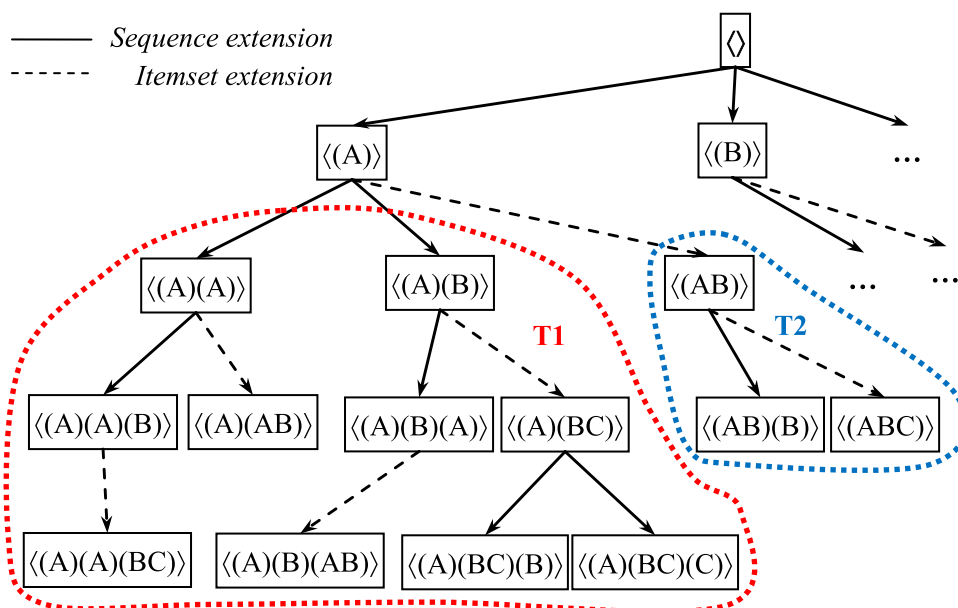 Sequence extension
Itemset extension
⟨⟩
⟨(A)⟩
⟨(B)⟩
...
⟨(A)(A)⟩
⟨(A)(B)⟩
⟨(AB)⟩
...
...
T1
T2
⟨(A)(A)(B)⟩
⟨(A)(AB)⟩
⟨(A)(B)(A)⟩
⟨(A)(BC)⟩
⟨(AB)(B)⟩
⟨(ABC)⟩
⟨(A)(A)(BC)⟩
⟨(A)(B)(AB)⟩
⟨(A)(BC)(B)⟩
⟨(A)(BC)(C)⟩